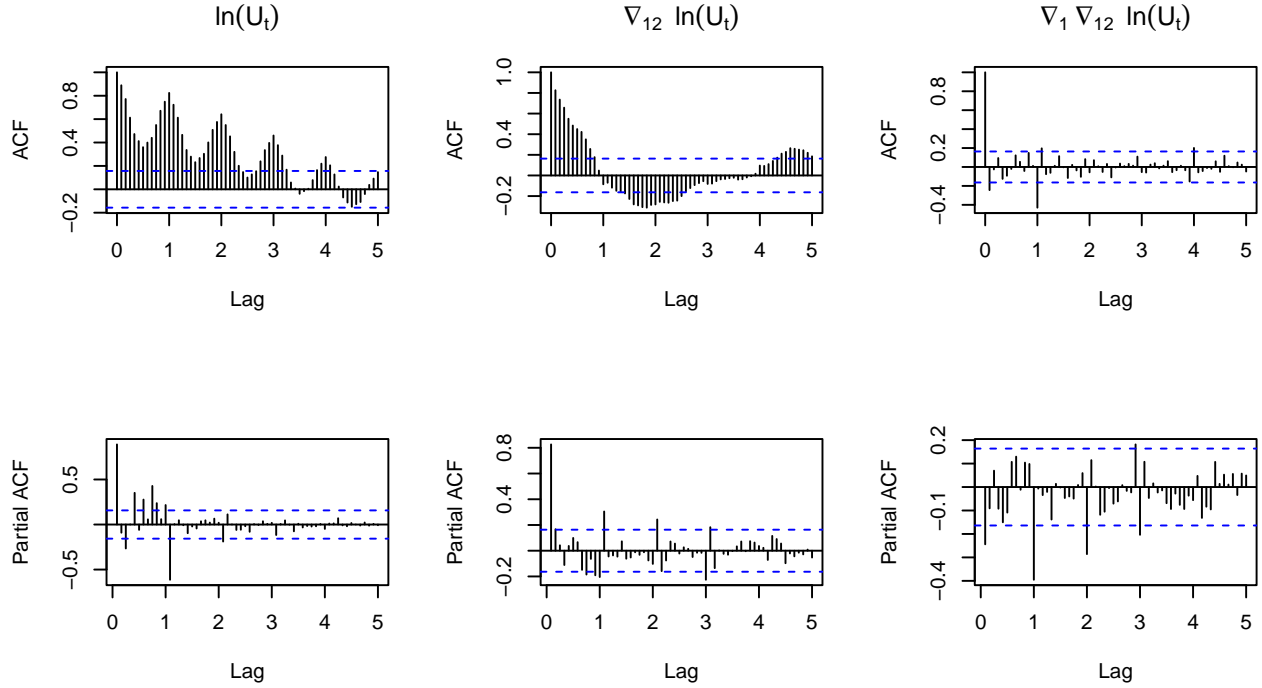 ln(Uₜ)
∇₁₂ ln(Uₜ)
∇₁ ∇₁₂ ln(Uₜ)
ACF
−0.2 0.4 0.8
0 1 2 3 4 5
Lag
ACF
−0.2 0.4 1.0
0 1 2 3 4 5
Lag
ACF
−0.4 0.2 0.8
0 1 2 3 4 5
Lag
Partial ACF
−0.5 0.5
0 1 2 3 4 5
Lag
Partial ACF
−0.2 0.4 0.8
0 1 2 3 4 5
Lag
Partial ACF
−0.4 −0.1 0.2
0 1 2 3 4 5
Lag